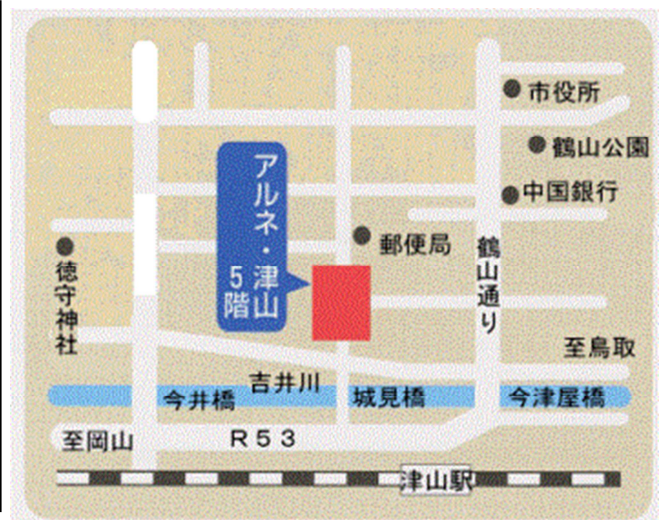 市役所
鶴山公園
中国銀行
アルネ・津山
5階
郵便局
鶴山通り
徳守神社
至鳥取
吉井川
今井橋
城見橋
今津屋橋
至岡山
R53
津山駅